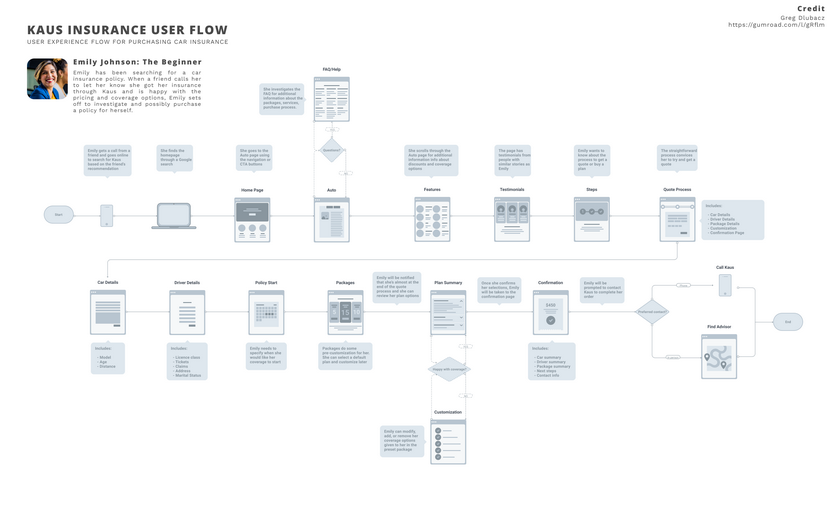 Credit
Greg Dlubacz
https://gumroad.com/l/gRflm
KAUS INSURANCE USER FLOW
USER EXPERIENCE FLOW FOR PURCHASING CAR INSURANCE
Emily Johnson: The Beginner
Emily has been searching for a car
insurance policy. When a friend calls her
to let her know she got her insurance
through Kaus and is happy with the
pricing and coverage options, Emily sets
off to investigate and possibly purchase
a policy for herself.
FAQ/Help
She investigates the
FAQ for additional
information about the
packages, services,
purchase process.
Questions?
Emily gets a call from a
friend and goes online
to search for Kaus
based on the friend's
recommendation
She finds the
homepage
through a Google
search
She goes to the
Auto page using
the navigation or
CTA buttons
She scrolls through the
Auto page for additional
information info about
discounts and coverage
options
The page has
testimonials from
people with
similar stories as
Emily
Emily wants to
know about the
process to get a
quote or buy a
plan
The straightforward
process convinces
her to try and get a
quote
Start
Home Page
Auto
Features
Testimonials
Steps
Quote Process
Includes:
- Car Details
- Driver Details
- Package Details
- Customization
- Confirmation Page
Car Details
Driver Details
Policy Start
Packages
Emily will be notified
that she's almost at the
end of the quote
process and she can
review her plan options
Plan Summary
Once she confirms
her selections, Emily
will be taken to the
confirmation page
Confirmation
$450
Emily will be
prompted to contact
Kaus to complete her
order
Preferred contact?
Call Kaus
Find Advisor
End
5
15
Includes:
- Model
- Age
- Distance
Includes:
- Licence class
- Tickets
- Claims
- Address
- Marital Status
Emily needs to
specify when she
would like her
coverage to start
Packages do some
pre-customization for her
She can select a default
plan and customize later
Happy with coverage?
Includes:
- Car summary
- Driver summary
- Package summary
- Next steps
- Contact info
Customization
Emily can modify,
add, or remove her
coverage options
given to her in the
preset package